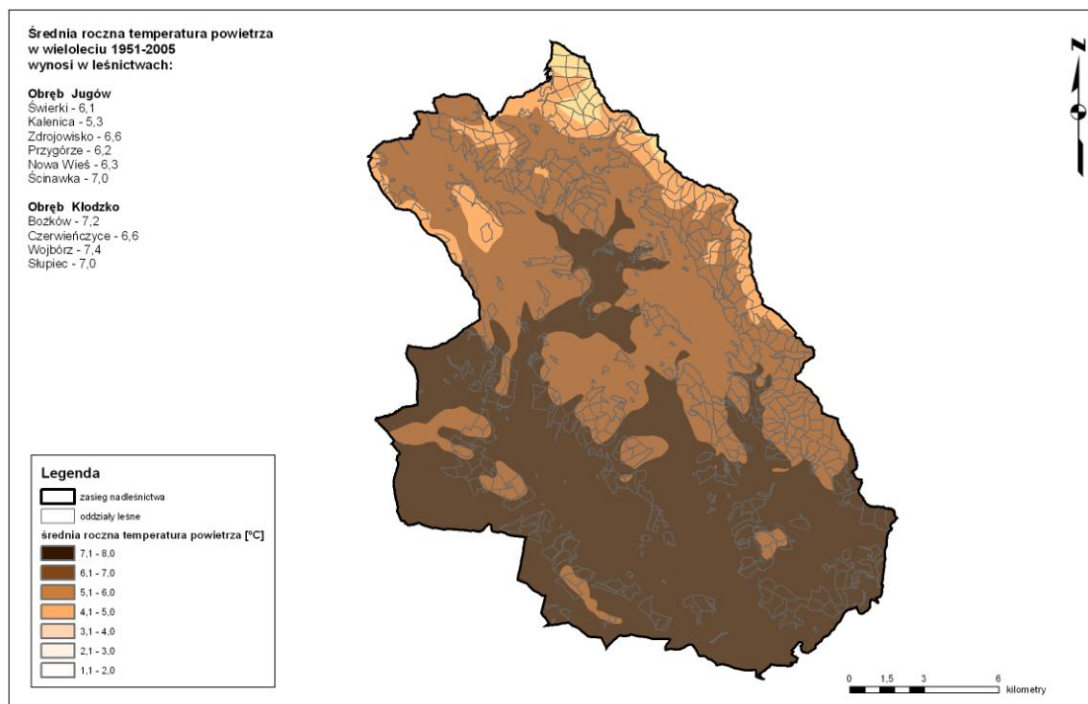 Średnia roczna temperatura powietrza
w wieloleciu 1951-2005
wynosi w leśnictwach:
Obręb Jugów
Świerki - 6,1
Kalenica - 5,3
Zdrojowisko - 6,6
Przygórze - 6,2
Nowa Wieś - 6,3
Ścinawka - 7,0
Obręb Kłodzko
Bożków - 7,2
Czerwieńczyce - 6,6
Wojbórz - 7,4
Słupiec - 7,0
N
Legenda
zasięg nadleśnictwa
oddziały leśne
średnia roczna temperatura powietrza [°C]
7,1 - 8,0
6,1 - 7,0
5,1 - 6,0
4,1 - 5,0
3,1 - 4,0
2,1 - 3,0
1,1 - 2,0
0 1,5 3 6
kilometry